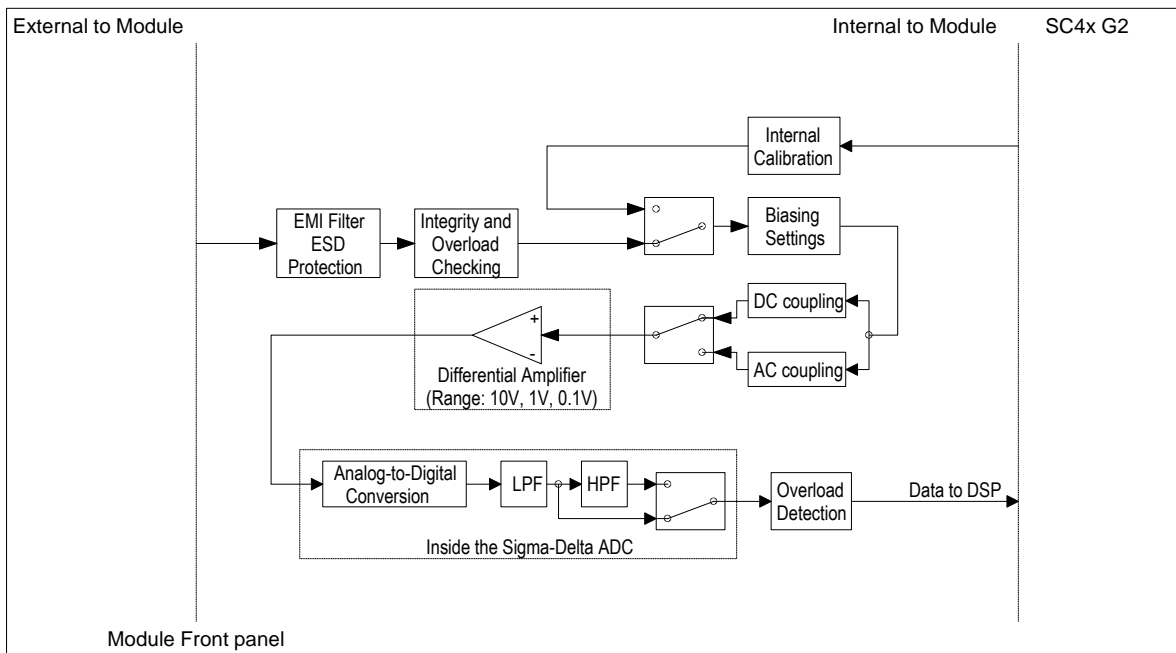 External to Module
Internal to Module
SC4x G2
Internal
Calibration
EMI Filter
ESD
Protection
Integrity and
Overload
Checking
Biasing
Settings
DC coupling
AC coupling
+
-
Differential Amplifier
(Range: 10V, 1V, 0.1V)
Analog-to-Digital
Conversion
LPF
HPF
Overload
Detection
Data to DSP
Inside the Sigma-Delta ADC
Module Front panel